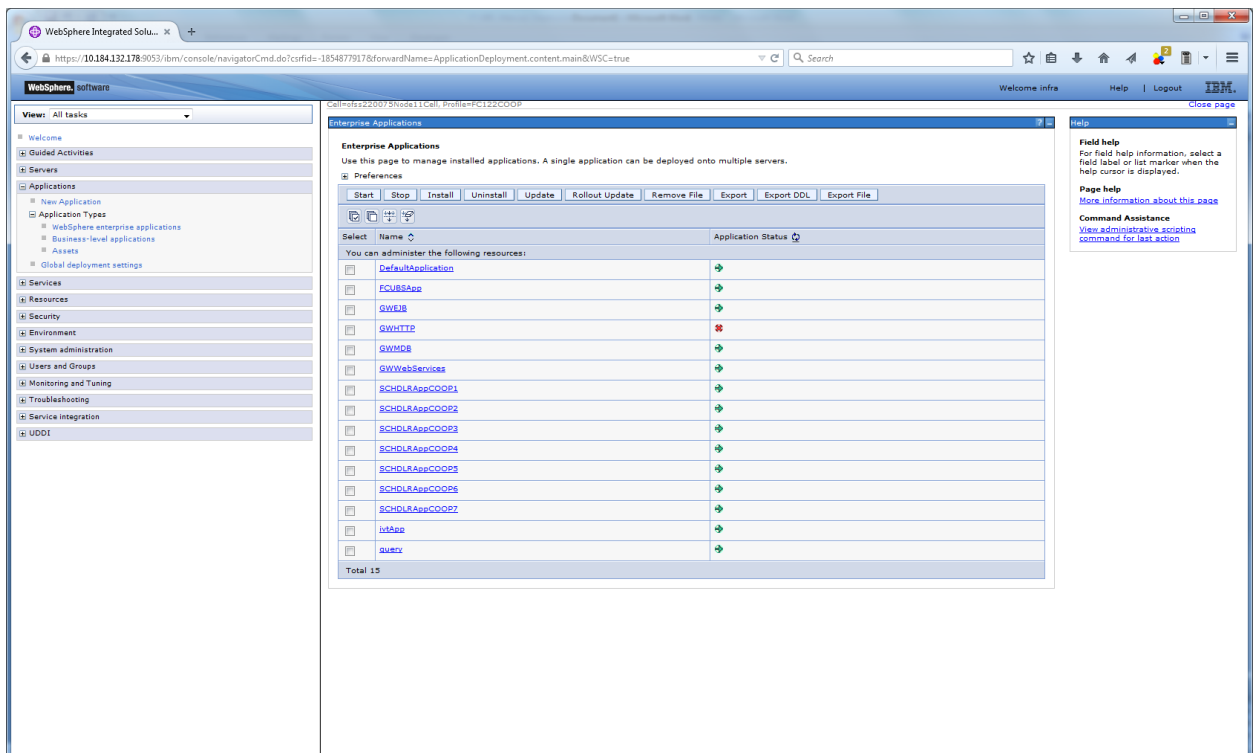 WebSphere Integrated Solu...
https://10.184.132.178:9053/ibm/console/navigatorCmd.do?csrfid=-1854877917&forwardName=ApplicationDeployment.content.main&WSC=true
Search
2
WebSphere. software
Welcome infra
Help | Logout
IBM.
View: All tasks
Cell=ofss220075Node11Cell, Profile=FC122COOP
Close page
Welcome
Guided Activities
Servers
Applications
New Application
Application Types
WebSphere enterprise applications
Business-level applications
Assets
Global deployment settings
Services
Resources
Security
Environment
System administration
Users and Groups
Monitoring and Tuning
Troubleshooting
Service integration
UDDI
Enterprise Applications
Enterprise Applications
Use this page to manage installed applications. A single application can be deployed onto multiple servers.
Preferences
Start Stop Install Uninstall Update Rollout Update Remove File Export Export DDL Export File
Select Name Application Status
You can administer the following resources:
DefaultApplication
FCUBSApp
GWEJB
GWHTTP
GWMDB
GWWebServices
SCHDLRAppCOOP1
SCHDLRAppCOOP2
SCHDLRAppCOOP3
SCHDLRAppCOOP4
SCHDLRAppCOOP5
SCHDLRAppCOOP6
SCHDLRAppCOOP7
ivtApp
query
Total 15
Help
Field help
For field help information, select a
field label or list marker when the
help cursor is displayed.
Page help
More information about this page
Command Assistance
View administrative scripting
command for last action